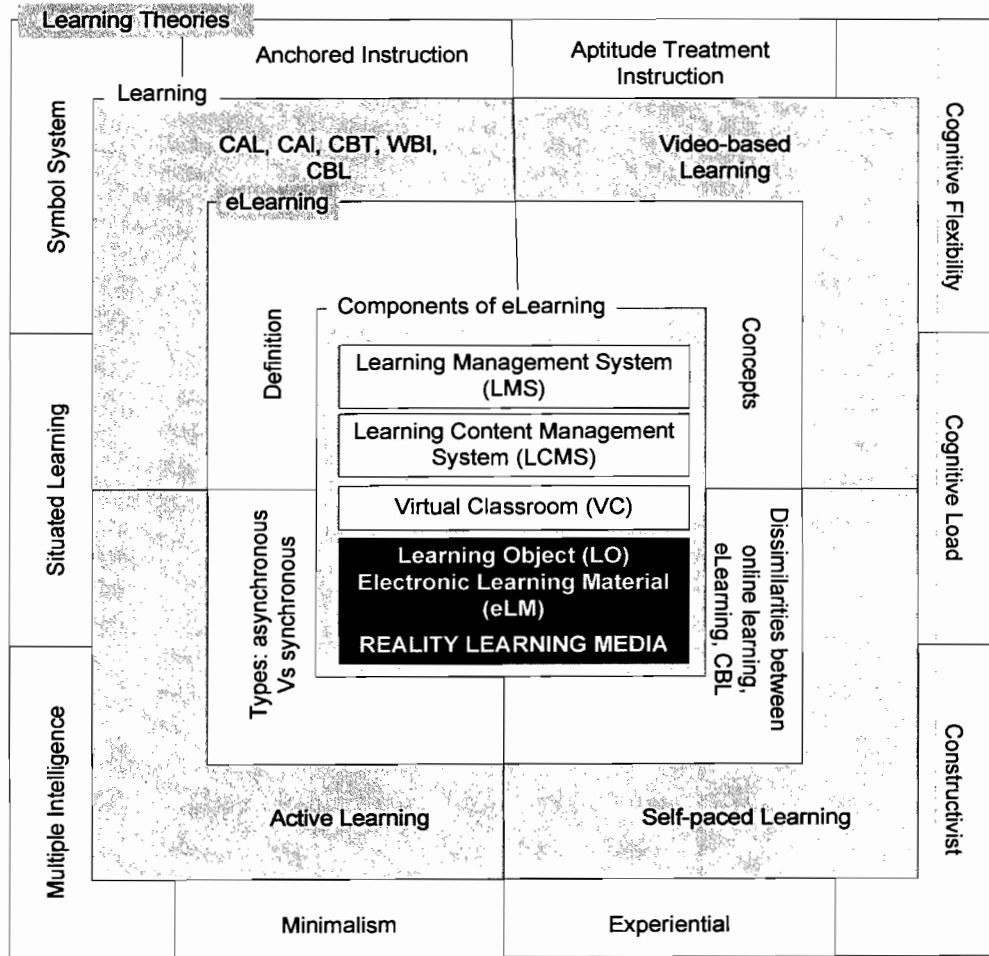 Learning Theories
Anchored Instruction
Aptitude Treatment
Instruction
Learning
CAL, CAI, CBT, WBI,
CBL
Video-based
Learning
eLearning
Symbol System
Cognitive Flexibility
Components of eLearning
Definition
Concepts
Learning Management System
(LMS)
Learning Content Management
System (LCMS)
Virtual Classroom (VC)
Learning Object (LO)
Electronic Learning Material
(eLM)
REALITY LEARNING MEDIA
Situated Learning
Cognitive Load
Types: asynchronous
Vs synchronous
Dissimilarities between
online learning,
eLearning, CBL
Multiple Intelligence
Constructivist
Active Learning
Self-paced Learning
Minimalism
Experiential